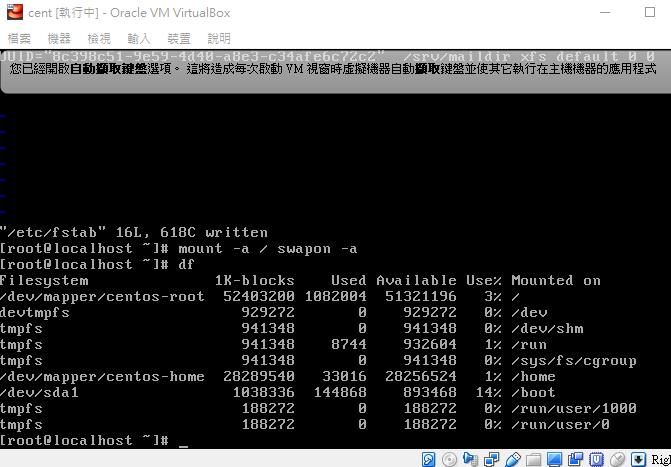 cent [執行中] - Oracle VM VirtualBox
檔案 機器 檢視 輸入 裝置 說明
UUID="8c398c51-9e59-4d40-a8e3-c34afe6c72c2" /srv/maildir xfs default 0 0
您已經開啟自動擷取鍵盤選項。 這將造成每次啟動 VM 視窗時虛擬機器自動擷取鍵盤並使其它執行在主機機器的應用程式
~
~
~
~
~
~
"/etc/fstab" 16L, 618C written
[root@localhost ~]# mount -a / swapon -a
[root@localhost ~]# df
Filesystem 1K-blocks Used Available Use% Mounted on
/dev/mapper/centos-root 52403200 1082004 51321196 3% /
devtmpfs 929272 0 929272 0% /dev
tmpfs 941348 0 941348 0% /dev/shm
tmpfs 941348 8744 932604 1% /run
tmpfs 941348 0 941348 0% /sys/fs/cgroup
/dev/mapper/centos-home 28289540 33016 28256524 1% /home
/dev/sda1 1038336 144868 893468 14% /boot
tmpfs 188272 0 188272 0% /run/user/1000
tmpfs 188272 0 188272 0% /run/user/0
[root@localhost ~]# _
Rig